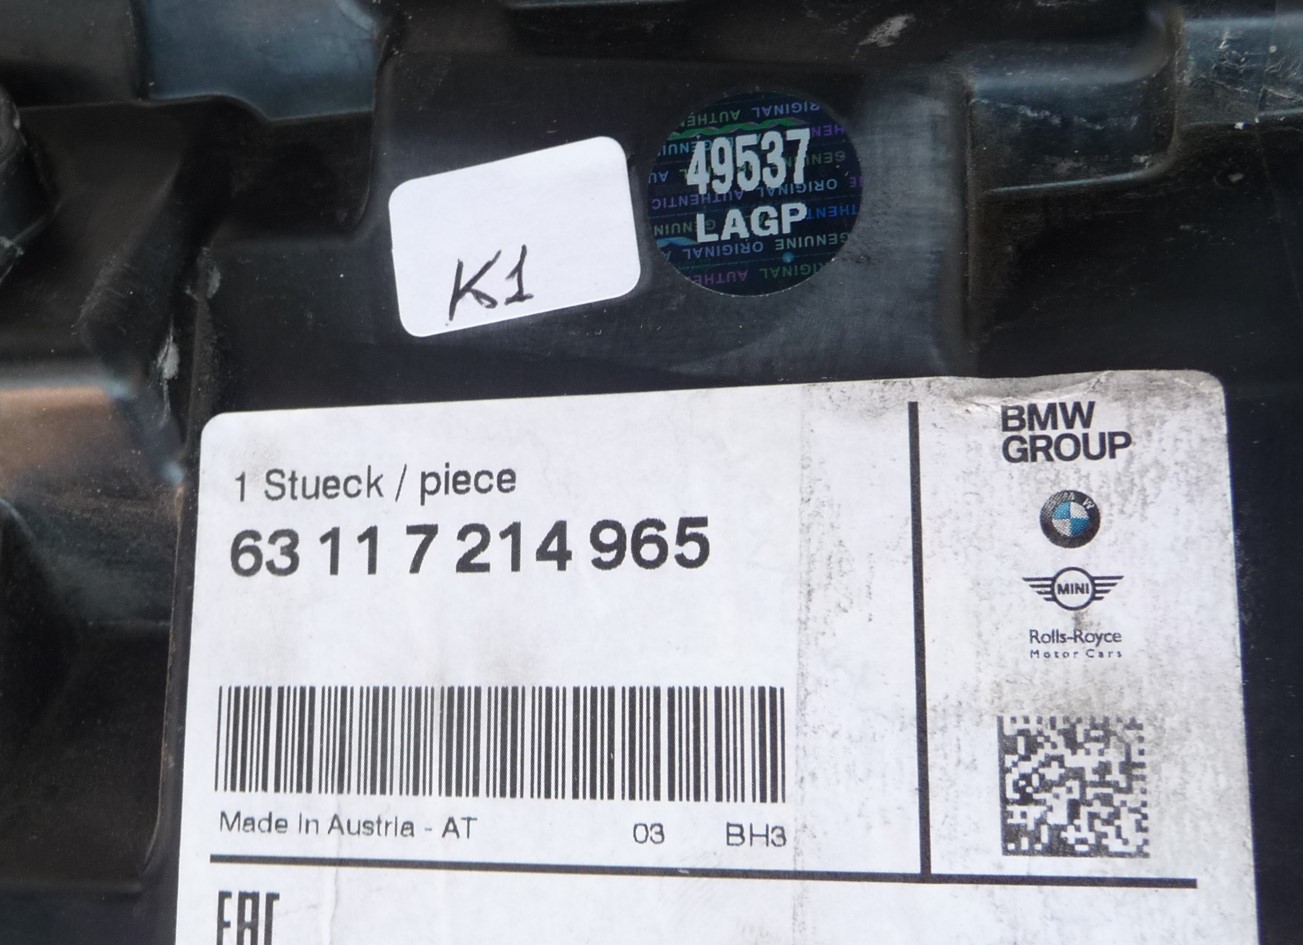 49537
LAGP
K1
1 Stueck / piece
63 11 7 214 965
Made in Austria - AT 03 BH3
EAC
BMW
GROUP
BMW
MINI
Rolls-Royce
Motor Cars